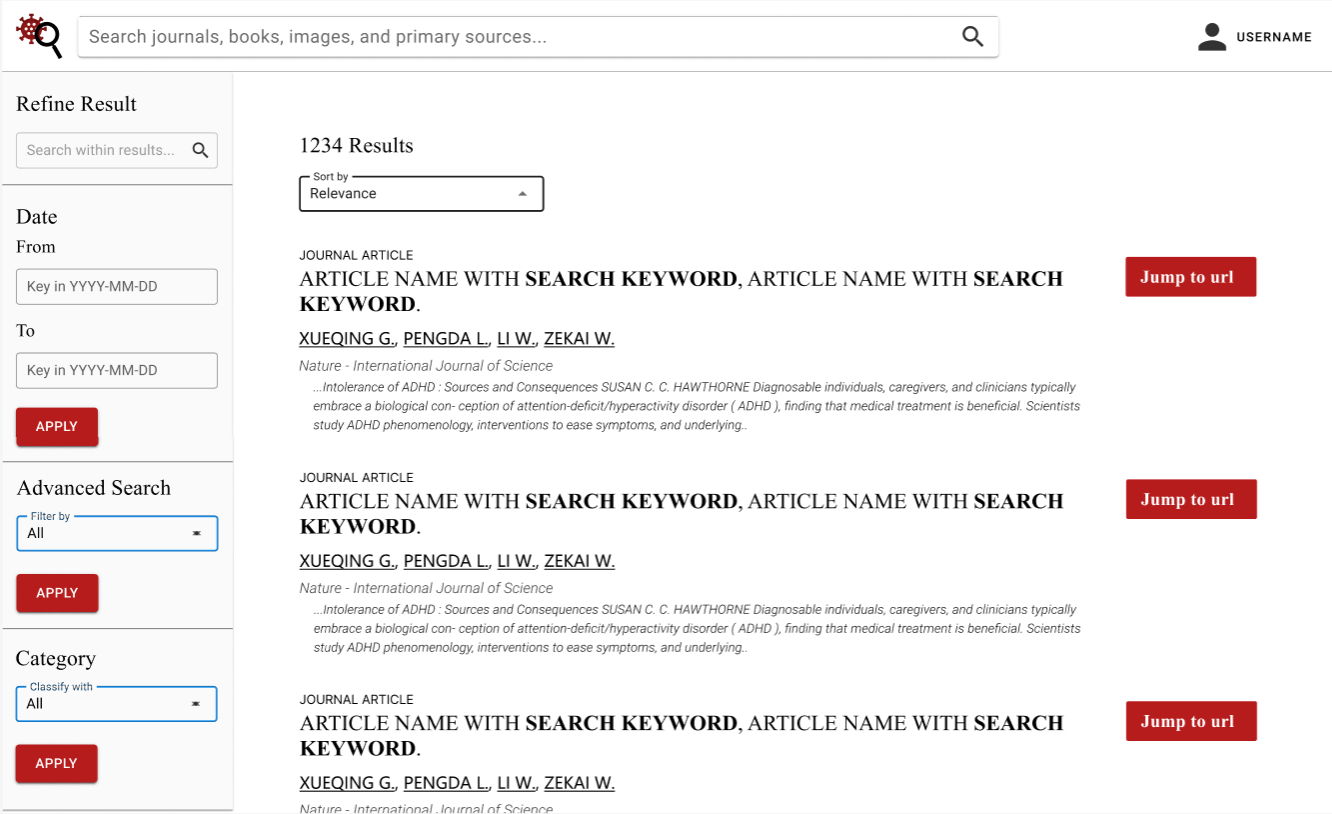 Search journals, books, images, and primary sources...
USERNAME
Refine Result
Search within results...
Date
From
Key in YYYY-MM-DD
To
Key in YYYY-MM-DD
APPLY
Advanced Search
Filter by
All
APPLY
Category
Classify with
All
APPLY
1234 Results
Sort by
Relevance
JOURNAL ARTICLE
ARTICLE NAME WITH SEARCH KEYWORD, ARTICLE NAME WITH SEARCH
KEYWORD.
Jump to url
XUEQING G., PENGDA L., LI W., ZEKAI W.
Nature - International Journal of Science
...Intolerance of ADHD : Sources and Consequences SUSAN C. C. HAWTHORNE Diagnosable individuals, caregivers, and clinicians typically
embrace a biological con- ception of attention-deficit/hyperactivity disorder ( ADHD ), finding that medical treatment is beneficial. Scientists
study ADHD phenomenology, interventions to ease symptoms, and underlying..
JOURNAL ARTICLE
ARTICLE NAME WITH SEARCH KEYWORD, ARTICLE NAME WITH SEARCH
KEYWORD.
Jump to url
XUEQING G., PENGDA L., LI W., ZEKAI W.
Nature - International Journal of Science
...Intolerance of ADHD : Sources and Consequences SUSAN C. C. HAWTHORNE Diagnosable individuals, caregivers, and clinicians typically
embrace a biological con- ception of attention-deficit/hyperactivity disorder ( ADHD ), finding that medical treatment is beneficial. Scientists
study ADHD phenomenology, interventions to ease symptoms, and underlying..
JOURNAL ARTICLE
ARTICLE NAME WITH SEARCH KEYWORD, ARTICLE NAME WITH SEARCH
KEYWORD.
Jump to url
XUEQING G., PENGDA L., LI W., ZEKAI W.
Nature - International Journal of Science